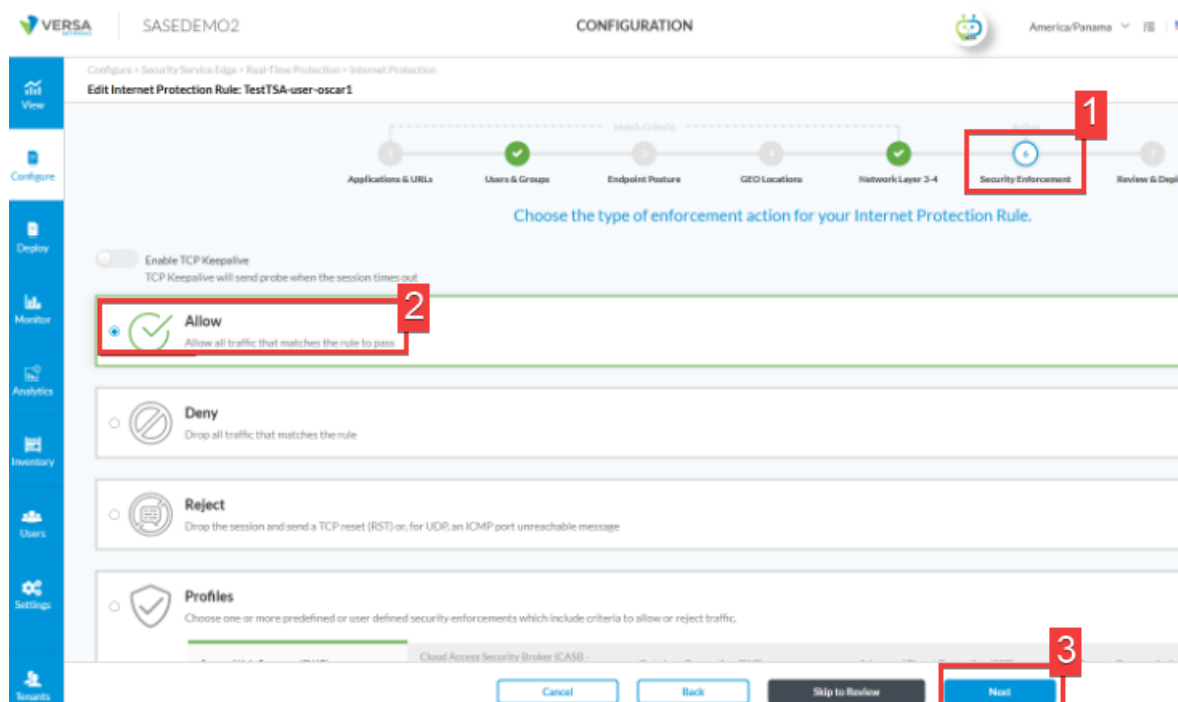 VERSA
NETWORKS
SASEDEMO2
CONFIGURATION
America/Panama
Configure > Security Service Edge > Real-Time Protection > Internet Protection
Edit Internet Protection Rule: TestTSA-user-oscar1
View
Configure
Deploy
Monitor
Analytics
Inventory
Users
Settings
Tenants
Match Criteria
Action
1
1
3
4
6
7
Applications & URLs
Users & Groups
Endpoint Posture
GEO Locations
Network Layer 3-4
Security Enforcement
Review & Depl
Choose the type of enforcement action for your Internet Protection Rule.
Enable TCP Keepalive
TCP Keepalive will send probe when the session times out
2
Allow
Allow all traffic that matches the rule to pass
Deny
Drop all traffic that matches the rule
Reject
Drop the session and send a TCP reset (RST) or, for UDP, an ICMP port unreachable message
Profiles
Choose one or more predefined or user defined security enforcements which include criteria to allow or reject traffic.
Cloud Access Security Broker (CASB -
3
Cancel
Back
Skip to Review
Next